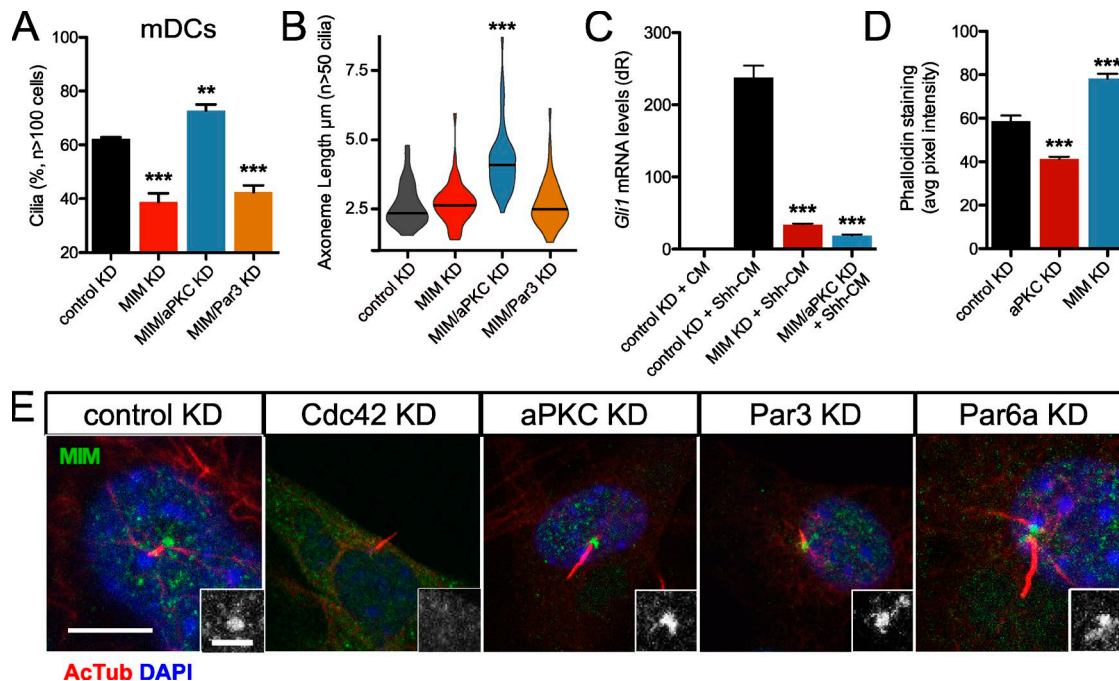 A
mDCs
Cilia (%, n>100 cells)
100
80
60
40
20
**
***
***
control KD
MIM KD
MIM/aPKC KD
MIM/Par3 KD
B
Axoneme Length µm (n>50 cilia)
7.5
5.0
2.5
***
control KD
MIM KD
MIM/aPKC KD
MIM/Par3 KD
C
Gli1 mRNA levels (dR)
300
200
100
0
***
***
control KD + CM
control KD + Shh-CM
MIM KD + Shh-CM
MIM/aPKC KD
+ Shh-CM
D
Phalloidin staining
(avg pixel intensity)
100
80
60
40
20
0
***
***
control KD
aPKC KD
MIM KD
E
control KD
Cdc42 KD
aPKC KD
Par3 KD
Par6a KD
MIM
AcTub DAPI